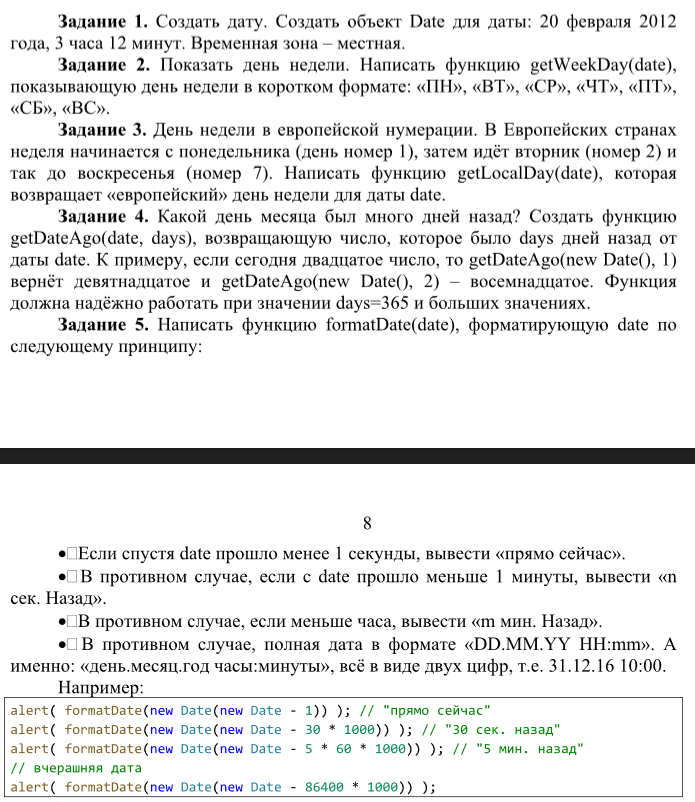 Задание 1. Создать дату. Создать объект Date для даты: 20 февраля 2012
года, 3 часа 12 минут. Временная зона – местная.
Задание 2. Показать день недели. Написать функцию getWeekDay(date),
показывающую день недели в коротком формате: «ПН», «ВТ», «СР», «ЧТ», «ПТ»,
«СБ», «ВС».
Задание 3. День недели в европейской нумерации. В Европейских странах
неделя начинается с понедельника (день номер 1), затем идёт вторник (номер 2) и
так до воскресенья (номер 7). Написать функцию getLocalDay(date), которая
возвращает «европейский» день недели для даты date.
Задание 4. Какой день месяца был много дней назад? Создать функцию
getDateAgo(date, days), возвращающую число, которое было days дней назад от
даты date. К примеру, если сегодня двадцатое число, то getDateAgo(new Date(), 1)
вернёт девятнадцатое и getDateAgo(new Date(), 2) – восемнадцатое. Функция
должна надёжно работать при значении days=365 и больших значениях.
Задание 5. Написать функцию formatDate(date), форматирующую date по
следующему принципу:
8
•□Если спустя date прошло менее 1 секунды, вывести «прямо сейчас».
•□В противном случае, если с date прошло меньше 1 минуты, вывести «n
сек. Назад».
•□В противном случае, если меньше часа, вывести «m мин. Назад».
•□В противном случае, полная дата в формате «DD.MM.YY HH:mm». А
именно: «день.месяц.год часы:минуты», всё в виде двух цифр, т.е. 31.12.16 10:00.
Например:
alert( formatDate(new Date(new Date - 1)) ); // "прямо сейчас"
alert( formatDate(new Date(new Date - 30 * 1000)) ); // "30 сек. назад"
alert( formatDate(new Date(new Date - 5 * 60 * 1000)) ); // "5 мин. назад"
// вчерашняя дата
alert( formatDate(new Date(new Date - 86400 * 1000)) );